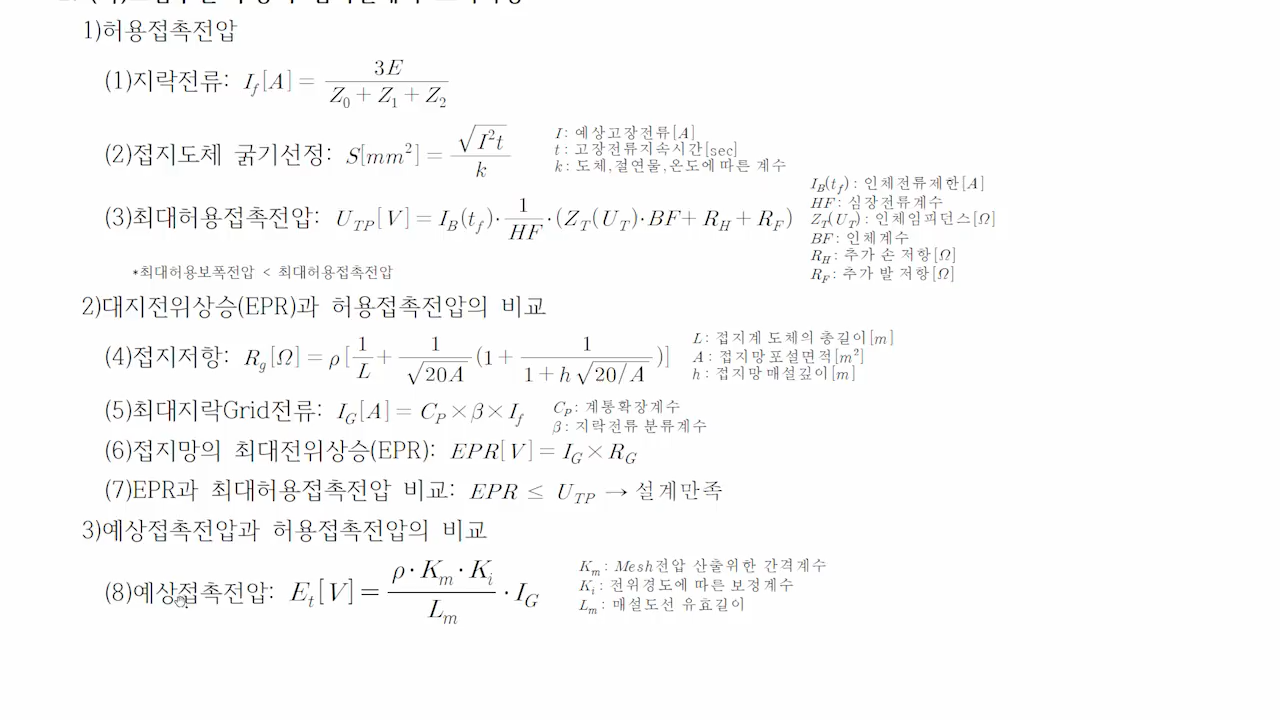 1)허용접촉전압
(1)지락전류: I_f[A] = 3E / (Z_0 + Z_1 + Z_2)
(2)접지도체 굵기선정: S[mm²] = √(I²t) / k
I : 예상고장전류[A]
t : 고장전류지속시간[sec]
k : 도체,절연물,온도에 따른 계수
(3)최대허용접촉전압: U_TP[V] = I_B(t_f)· 1/HF ·(Z_T(U_T)·BF + R_H + R_F)
I_B(t_f) : 인체전류제한[A]
HF : 심장전류계수
Z_T(U_T) : 인체임피던스[Ω]
BF : 인체계수
R_H : 추가 손 저항[Ω]
R_F : 추가 발 저항[Ω]
*최대허용보폭전압 < 최대허용접촉전압
2)대지전위상승(EPR)과 허용접촉전압의 비교
(4)접지저항: R_g[Ω] = ρ[ 1/L + 1/√20A (1 + 1/(1 + h√20/A) )]
L : 접지계 도체의 총길이[m]
A : 접지망포설면적[m²]
h : 접지망매설깊이[m]
(5)최대지락Grid전류: I_G[A] = C_P × β × I_f
C_P : 계통확장계수
β : 지락전류 분류계수
(6)접지망의 최대전위상승(EPR): EPR[V] = I_G × R_G
(7)EPR과 최대허용접촉전압 비교: EPR ≤ U_TP → 설계만족
3)예상접촉전압과 허용접촉전압의 비교
(8)예상접촉전압: E_t[V] = (ρ·K_m·K_i) / L_m · I_G
K_m : Mesh전압 산출위한 간격계수
K_i : 전위경도에 따른 보정계수
L_m : 매설도선 유효길이